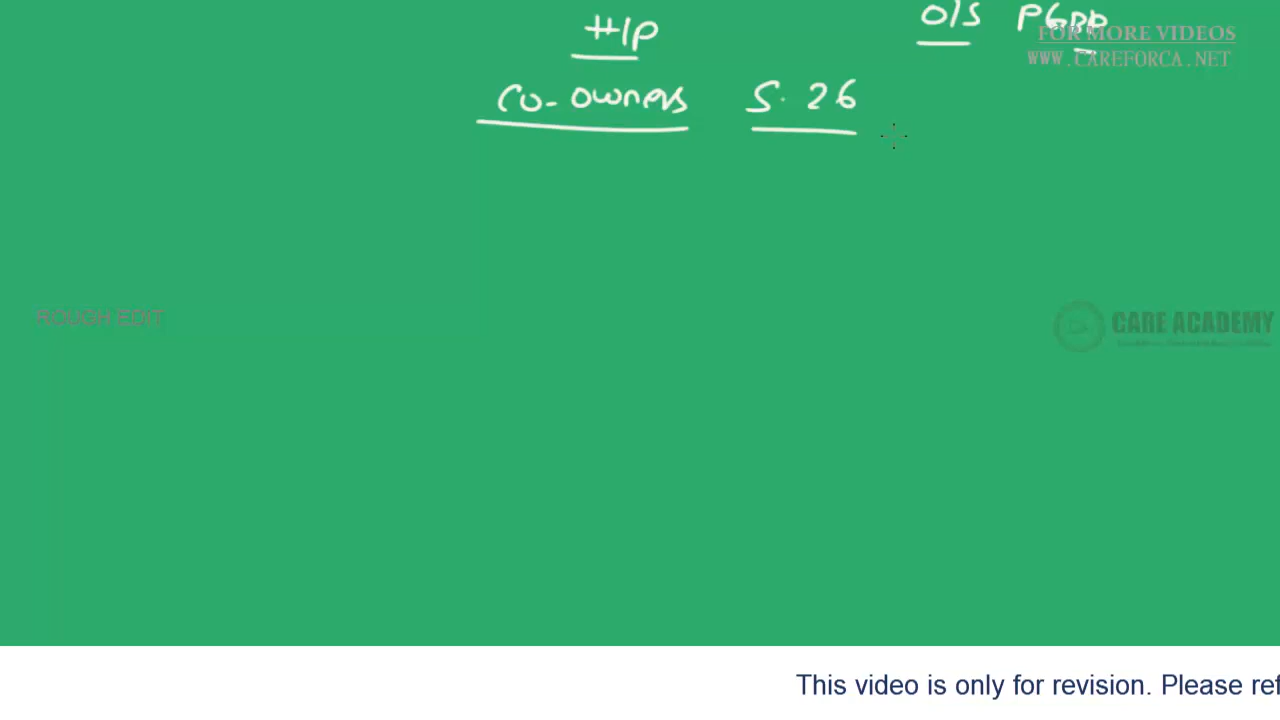 H/P
O/S PGBP
FOR MORE VIDEOS
WWW.CAREFORCA.NET
Co-owners S. 26
ROUGH EDIT
CARE ACADEMY
This video is only for revision. Please ref